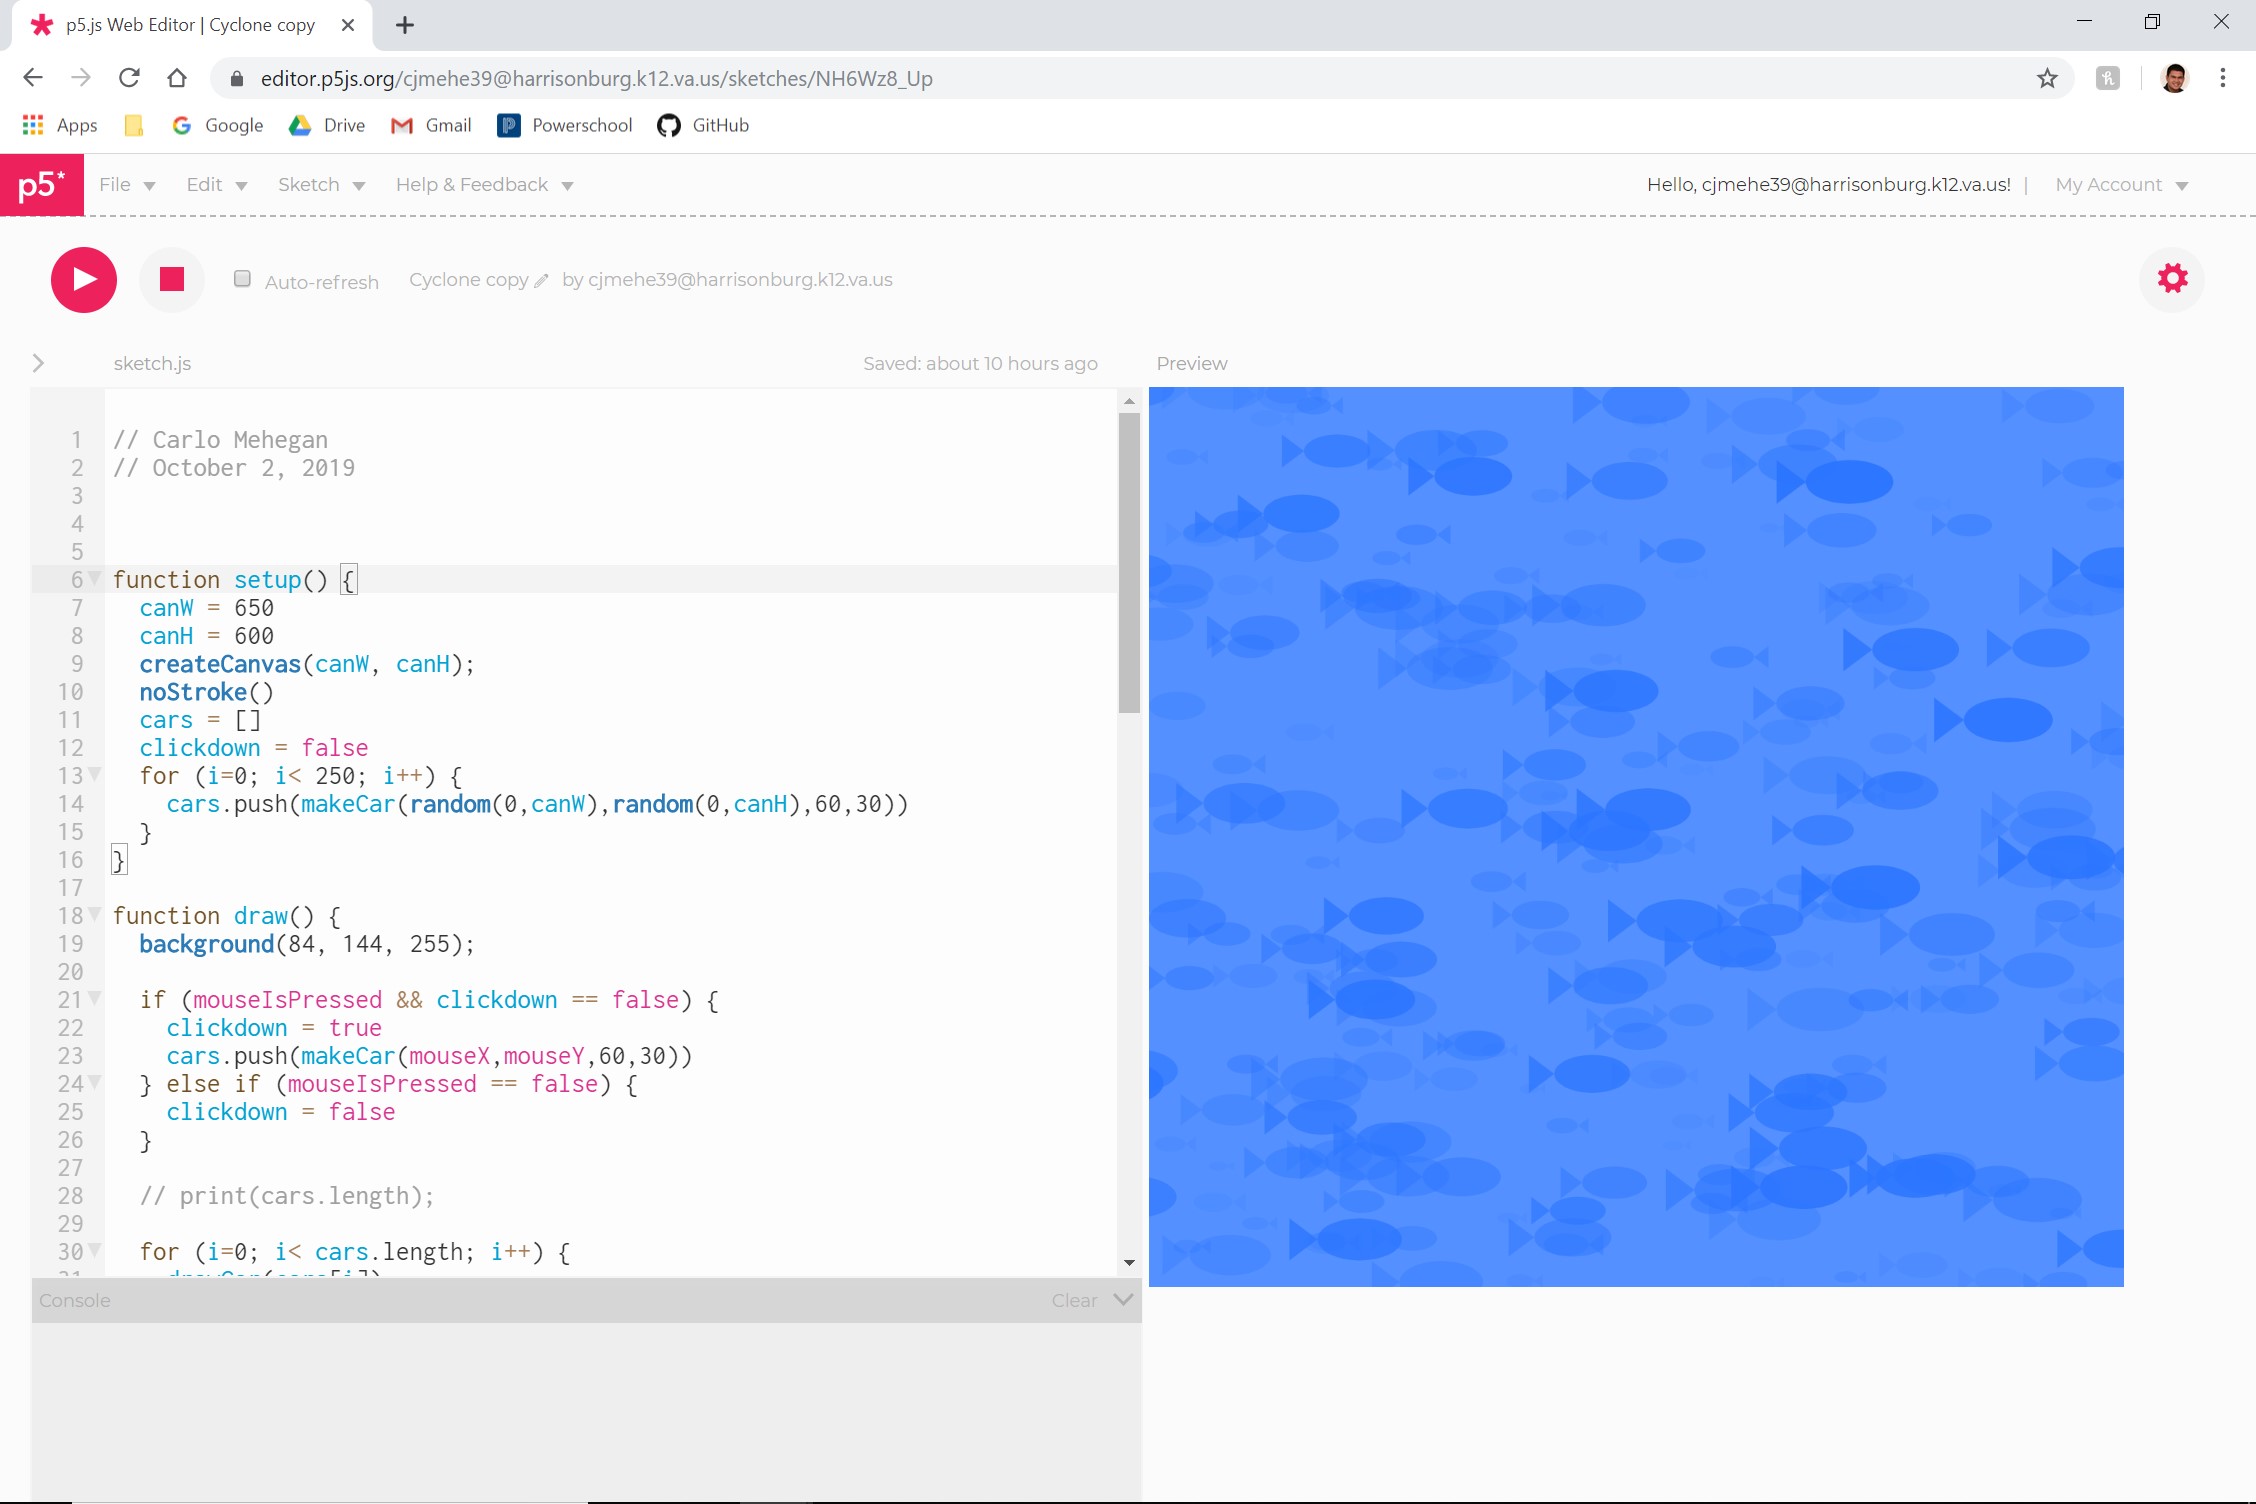 p5.js Web Editor | Cyclone copy
editor.p5js.org/cjmehe39@harrisonburg.k12.va.us/sketches/NH6Wz8_Up
Apps Google Drive Gmail Powerschool GitHub
p5* File Edit Sketch Help & Feedback Hello, cjmehe39@harrisonburg.k12.va.us! | My Account
Auto-refresh Cyclone copy by cjmehe39@harrisonburg.k12.va.us
sketch.js Saved: about 10 hours ago Preview
1 // Carlo Mehegan
2 // October 2, 2019
3
4
5
6 function setup() {
7 canW = 650
8 canH = 600
9 createCanvas(canW, canH);
10 noStroke()
11 cars = []
12 clickdown = false
13 for (i=0; i< 250; i++) {
14 cars.push(makeCar(random(0,canW),random(0,canH),60,30))
15 }
16 }
17
18 function draw() {
19 background(84, 144, 255);
20
21 if (mouseIsPressed && clickdown == false) {
22 clickdown = true
23 cars.push(makeCar(mouseX,mouseY,60,30))
24 } else if (mouseIsPressed == false) {
25 clickdown = false
26 }
27
28 // print(cars.length);
29
30 for (i=0; i< cars.length; i++) {
Console Clear